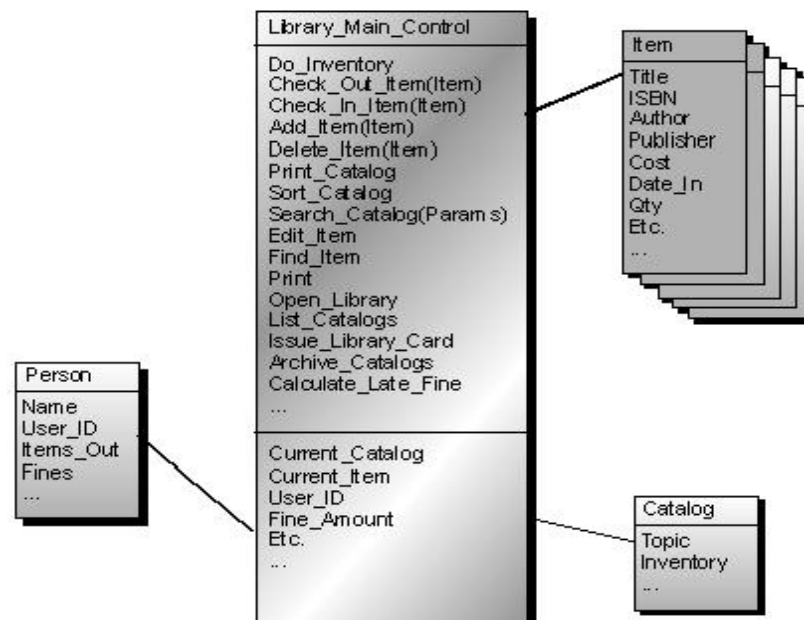 Library_Main_Control
Do_Inventory
Check_Out_Item(Item)
Check_In_Item(Item)
Add_Item(Item)
Delete_Item(Item)
Print_Catalog
Sort_Catalog
Search_Catalog(Params)
Edit_Item
Find_Item
Print
Open_Library
List_Catalogs
Issue_Library_Card
Archive_Catalogs
Calculate_Late_Fine
...
Current_Catalog
Current_Item
User_ID
Fine_Amount
Etc.
...
Item
Title
ISBN
Author
Publisher
Cost
Date_In
Qty
Etc.
...
Person
Name
User_ID
Items_Out
Fines
...
Catalog
Topic
Inventory
...